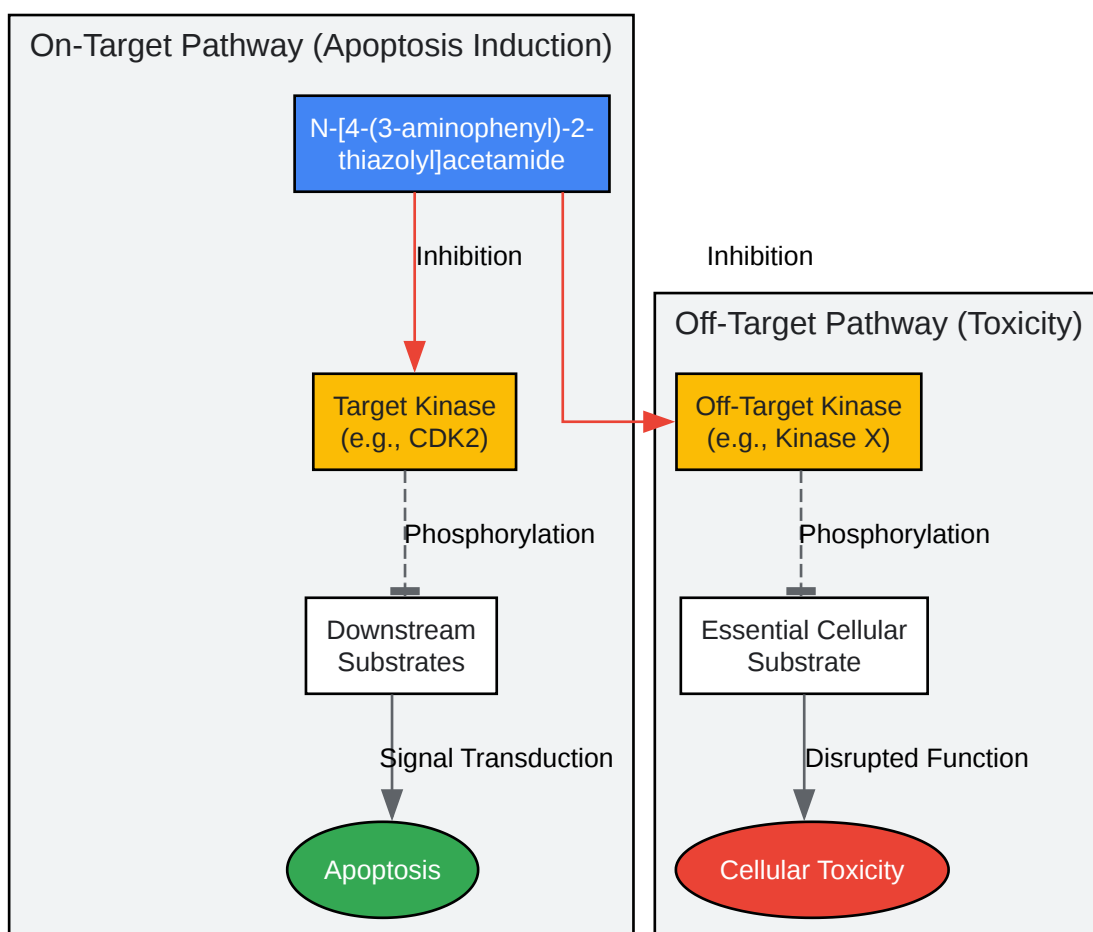 On-Target Pathway (Apoptosis Induction)
N-[4-(3-aminophenyl)-2-
thiazolyl]acetamide
Inhibition
Inhibition
Off-Target Pathway (Toxicity)
Target Kinase
(e.g., CDK2)
Off-Target Kinase
(e.g., Kinase X)
Phosphorylation
Phosphorylation
Downstream
Substrates
Essential Cellular
Substrate
Signal Transduction
Disrupted Function
Apoptosis
Cellular Toxicity